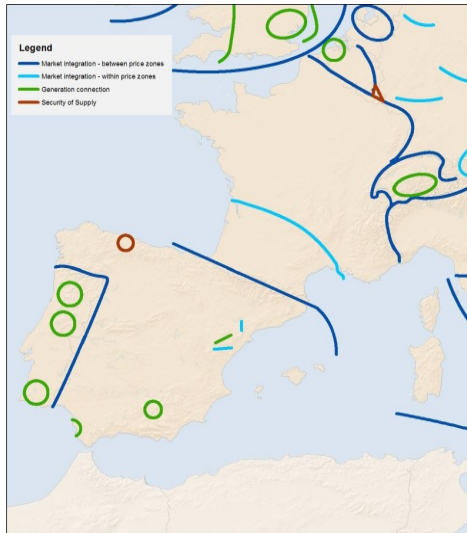 Legend
Market integration - between price zones
Market integration - within price zones
Generation connection
Security of Supply